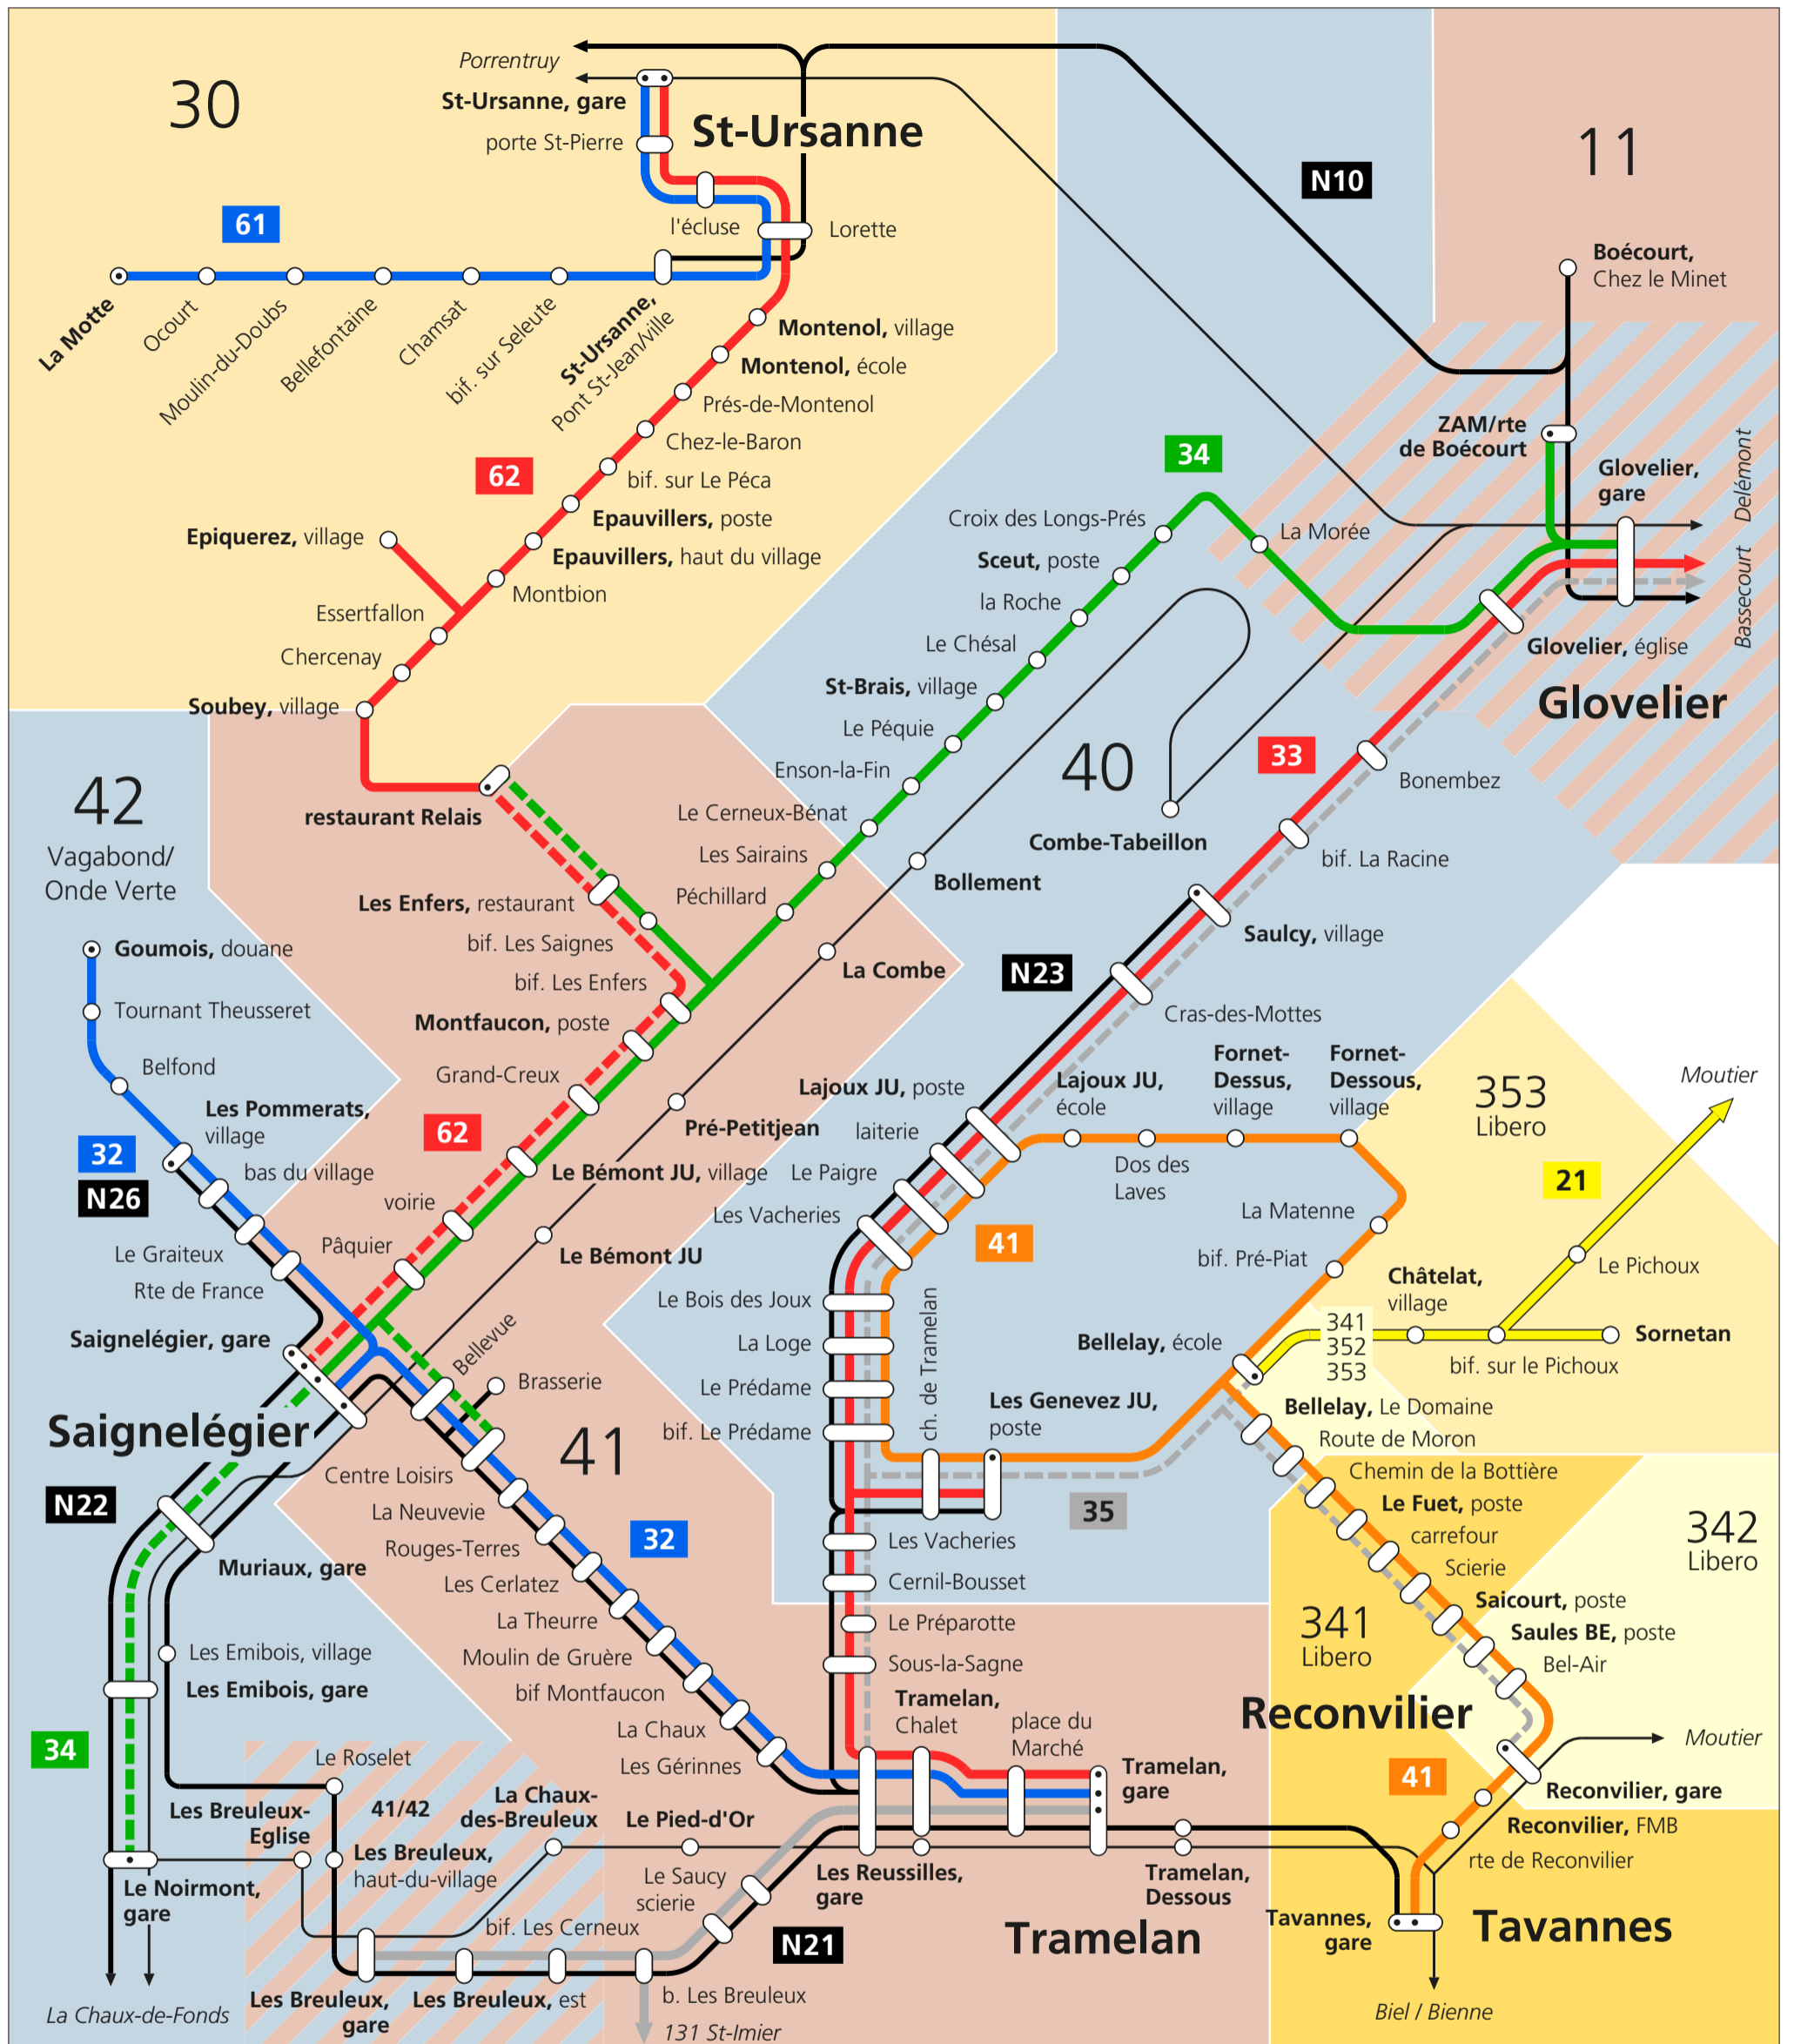 30
Porrentruy
St-Ursanne, gare
porte St-Pierre
St-Ursanne
N10
11
61
l'écluse
Lorette
Boécourt,
Chez le Minet
La Motte
Ocourt
Moulin-du-Doubs
Bellefontaine
Chamsat
bif. sur Seleute
St-Ursanne,
Pont St-Jean/ville
Montenol, village
Montenol, école
Prés-de-Montenol
Chez-le-Baron
62
bif. sur Le Péca
Epauvillers, poste
Epauvillers, haut du village
Montbion
Epiquerez, village
Essertfallon
Chercenay
Soubey, village
restaurant Relais
ZAM/rte
de Boécourt
Glovelier,
gare
Delémont
Bassecourt
34
Croix des Longs-Prés
La Morée
Sceut, poste
la Roche
Le Chésal
St-Brais, village
Le Péquie
Enson-la-Fin
Le Cerneux-Bénat
Les Sairains
Péchillard
Glovelier, église
Glovelier
40
33
Bonembez
Combe-Tabeillon
bif. La Racine
Bollement
Saulcy, village
La Combe
N23
Cras-des-Mottes
42
Vagabond/
Onde Verte
Les Enfers, restaurant
bif. Les Saignes
bif. Les Enfers
Montfaucon, poste
Grand-Creux
62
Le Bémont JU, village
voirie
Pâquier
Pré-Petitjean
Le Bémont JU
Goumois, douane
Tournant Theusseret
Belfond
Les Pommerats,
village
32
N26
bas du village
Le Graiteux
Rte de France
Saignelégier, gare
Saignelégier
Lajoux JU, poste
laiterie
Le Paigre
Les Vacheries
Lajoux JU,
école
Dos des
Laves
Fornet-
Dessus,
village
Fornet-
Dessous,
village
41
La Matenne
bif. Pré-Piat
353
Libero
Moutier
21
Le Pichoux
Châtelat,
village
Sornetan
bif. sur le Pichoux
341
352
353
Bellelay, école
Le Bois des Joux
La Loge
Le Prédame
bif. Le Prédame
ch. de Tramelan
Les Genevez JU,
poste
35
Les Vacheries
Cernil-Bousset
Le Préparotte
Sous-la-Sagne
Bellelay, Le Domaine
Route de Moron
Chemin de la Bottière
Le Fuet, poste
carrefour
Scierie
Saicourt, poste
Saules BE, poste
Bel-Air
342
Libero
341
Libero
Reconvilier
Moutier
41
Reconvilier, gare
Reconvilier, FMB
rte de Reconvilier
Tavannes,
gare
Tavannes
Biel / Bienne
Bellevue
Brasserie
41
Centre Loisirs
La Neuvevie
Rouges-Terres
Les Cerlatez
La Theurre
Moulin de Gruère
bif Montfaucon
La Chaux
Les Gérinnes
32
N22
Muriaux, gare
Les Emibois, village
Les Emibois, gare
34
Le Roselet
Les Breuleux-
Eglise
41/42
Les Breuleux,
haut-du-village
La Chaux-
des-Breuleux
Le Pied-d'Or
Le Noirmont,
gare
La Chaux-de-Fonds
Les Breuleux,
gare
Les Breuleux, est
bif. Les Cerneux
Le Saucy
scierie
b. Les Breuleux
131 St-Imier
N21
Tramelan,
Chalet
place du
Marché
Tramelan,
gare
Les Reussilles,
gare
Tramelan,
Dessous
Tramelan